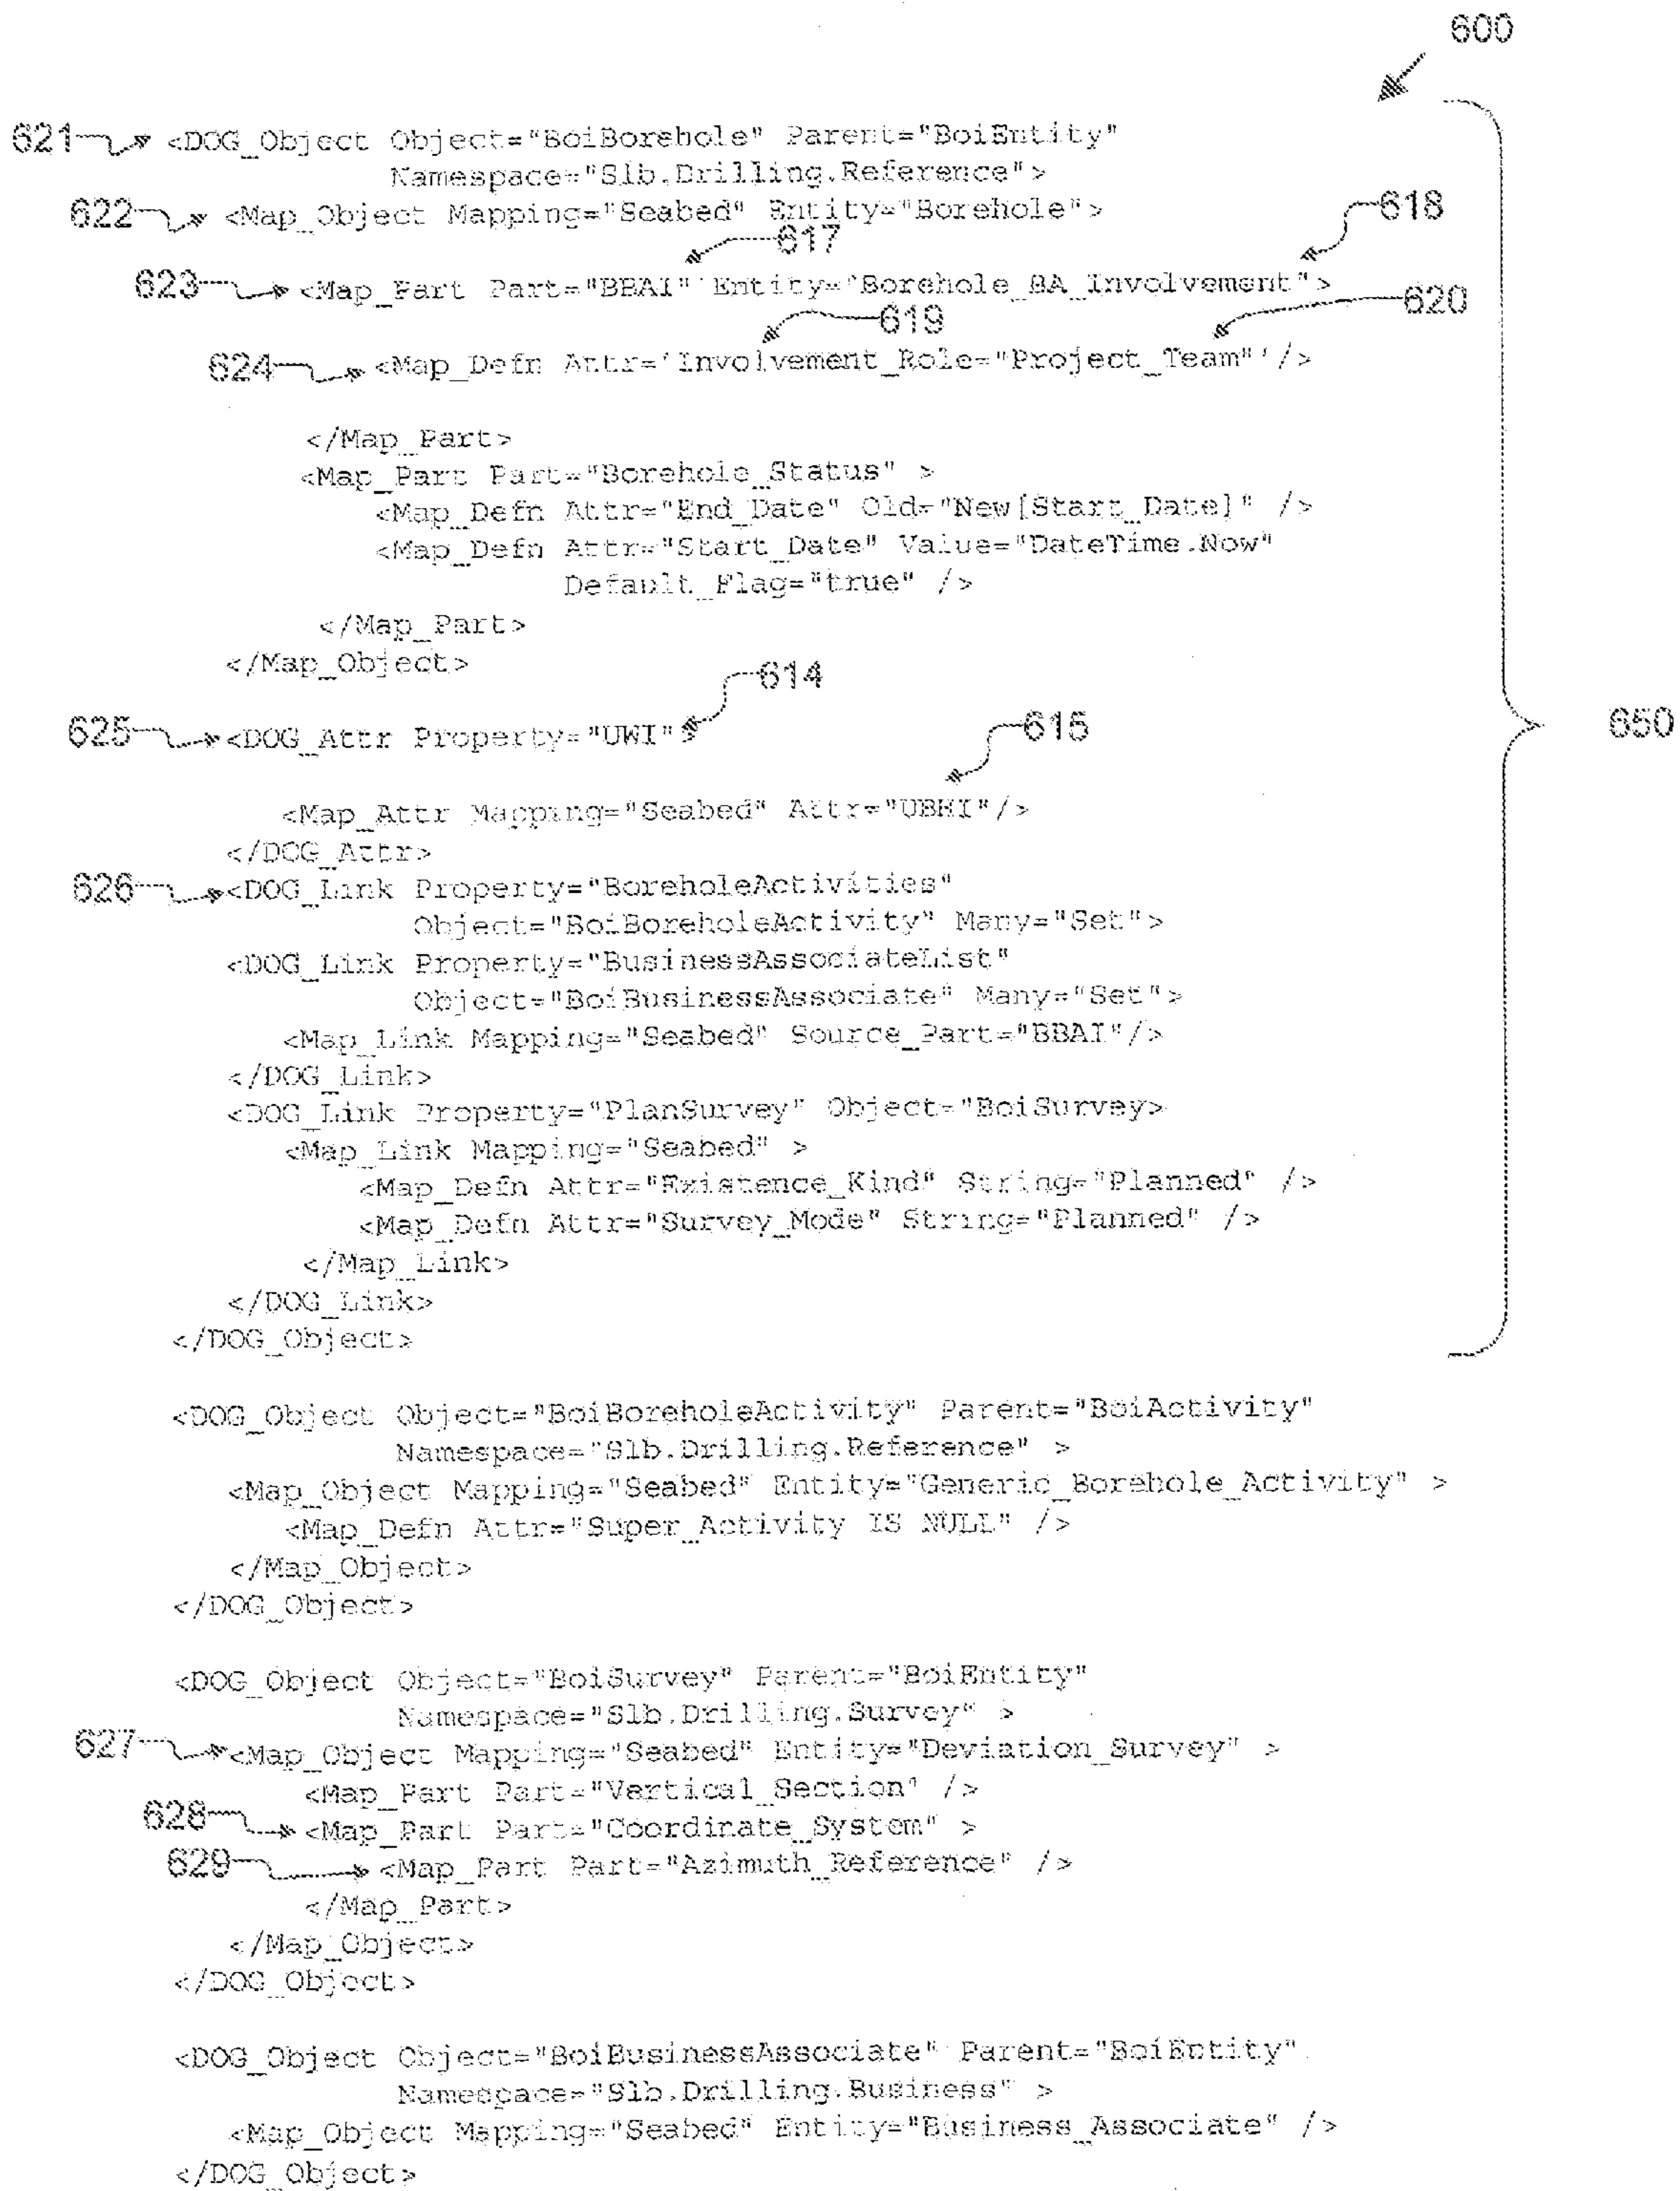 600
621 <DOG_Object Object="BoiBorehole" Parent="BoiEntity"
Namespace="Slb.Drilling.Reference">
622 <Map_Object Mapping="Seabed" Entity="Borehole">
617
618
623 <Map_Part Part="BBAI" Entity='Borehole_BA_Involvement">
619
620
624 <Map_Defn Attr='Involvement_Role="Project_Team"'/>
</Map_Part>
<Map_Part Part="Borehole_Status" >
<Map_Defn Attr="End_Date" Old="New[Start_Date]" />
<Map_Defn Attr="Start_Date" Value="DateTime.Now"
Default_Flag="true" />
</Map_Part>
</Map_Object>
614
625 <DOG_Attr Property="UWI">
615
650
<Map_Attr Mapping="Seabed" Attr="UBHI"/>
</DOG_Attr>
626 <DOG_Link Property="BoreholeActivities"
Object="BoiBoreholeActivity" Many="Set">
<DOG_Link Property="BusinessAssociateList"
Object="BoiBusinessAssociate" Many="Set">
<Map_Link Mapping="Seabed" Source_Part="BBAI"/>
</DOG_Link>
<DOG_Link Property="PlanSurvey" Object="BoiSurvey>
<Map_Link Mapping="Seabed" >
<Map_Defn Attr="Existence_Kind" String="Planned" />
<Map_Defn Attr="Survey_Mode" String="Planned" />
</Map_Link>
</DOG_Link>
</DOG_Object>
<DOG_Object Object="BoiBoreholeActivity" Parent="BoiActivity"
Namespace="Slb.Drilling.Reference" >
<Map_Object Mapping="Seabed" Entity="Generic_Borehole_Activity" >
<Map_Defn Attr="Super_Activity IS NULL" />
</Map_Object>
</DOG_Object>
<DOG_Object Object="BoiSurvey" Parent="BoiEntity"
Namespace="Slb.Drilling.Survey" >
627 <Map_Object Mapping="Seabed" Entity="Deviation_Survey" >
<Map_Part Part="Vertical_Section" />
628 <Map_Part Part="Coordinate_System" >
629 <Map_Part Part="Azimuth_Reference" />
</Map_Part>
</Map_Object>
</DOG_Object>
<DOG_Object Object="BoiBusinessAssociate" Parent="BoiEntity"
Namespace="Slb.Drilling.Business" >
<Map_Object Mapping="Seabed" Entity="Business_Associate" />
</DOG_Object>